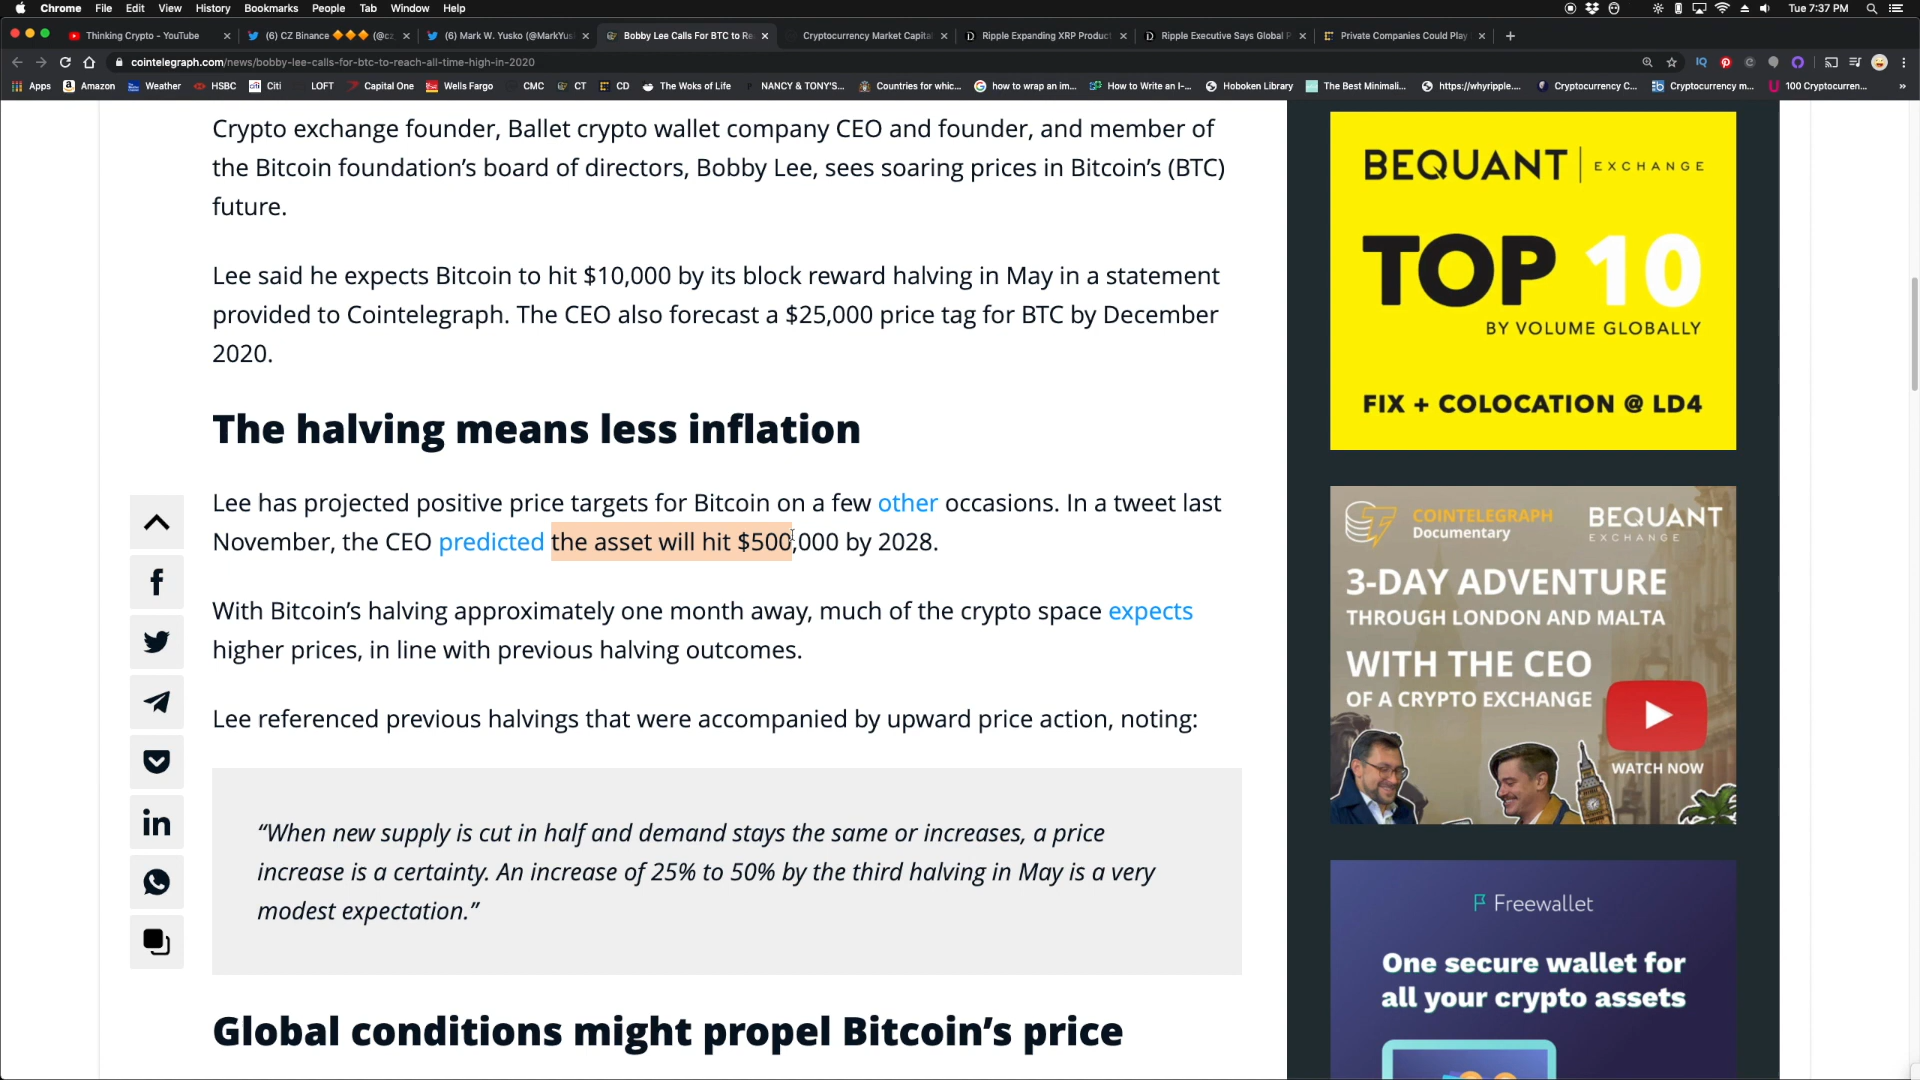 Chrome File Edit View History Bookmarks People Tab Window Help
Tue 7:37 PM
Thinking Crypto - YouTube
(6) CZ Binance 🔶🔶🔶 (@cz_
(6) Mark W. Yusko (@MarkYus
Bobby Lee Calls For BTC to Re
Cryptocurrency Market Capital
Ripple Expanding XRP Product
Ripple Executive Says Global P
Private Companies Could Play
cointelegraph.com/news/bobby-lee-calls-for-btc-to-reach-all-time-high-in-2020
Apps Amazon Weather HSBC Citi LOFT Capital One Wells Fargo CMC CT CD The Woks of Life NANCY & TONY'S... Countries for whic... how to wrap an im... How to Write an I-... Hoboken Library The Best Minimali... https://whyripple.... Cryptocurrency C... Cryptocurrency m... 100 Cryptocurren... »
Crypto exchange founder, Ballet crypto wallet company CEO and founder, and member of
the Bitcoin foundation’s board of directors, Bobby Lee, sees soaring prices in Bitcoin’s (BTC)
future.
Lee said he expects Bitcoin to hit $10,000 by its block reward halving in May in a statement
provided to Cointelegraph. The CEO also forecast a $25,000 price tag for BTC by December
2020.
The halving means less inflation
Lee has projected positive price targets for Bitcoin on a few other occasions. In a tweet last
November, the CEO predicted the asset will hit $500,000 by 2028.
With Bitcoin’s halving approximately one month away, much of the crypto space expects
higher prices, in line with previous halving outcomes.
Lee referenced previous halvings that were accompanied by upward price action, noting:
“When new supply is cut in half and demand stays the same or increases, a price
increase is a certainty. An increase of 25% to 50% by the third halving in May is a very
modest expectation.”
Global conditions might propel Bitcoin’s price
BEQUANT | EXCHANGE
TOP 10
BY VOLUME GLOBALLY
FIX + COLOCATION @ LD4
COINTELEGRAPH
Documentary
BEQUANT
EXCHANGE
3-DAY ADVENTURE
THROUGH LONDON AND MALTA
WITH THE CEO
OF A CRYPTO EXCHANGE
WATCH NOW
Freewallet
One secure wallet for
all your crypto assets